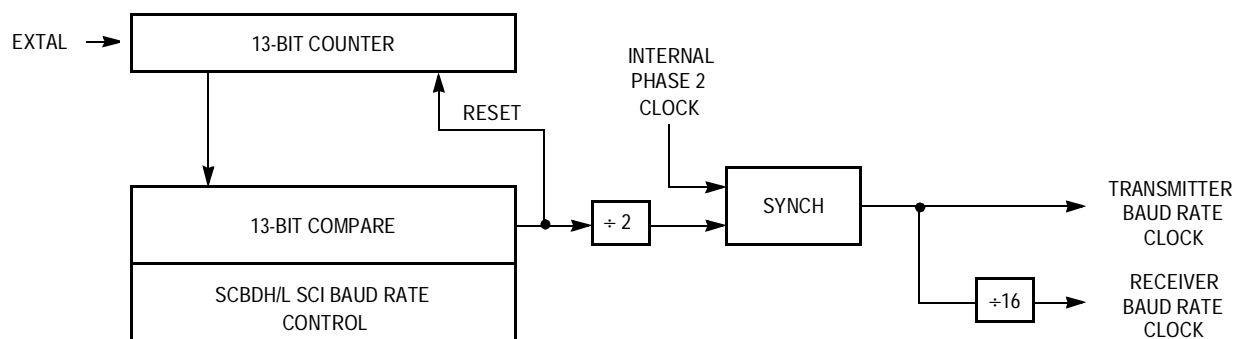 EXTAL
13-BIT COUNTER
INTERNAL
PHASE 2
CLOCK
RESET
13-BIT COMPARE
÷ 2
SYNCH
TRANSMITTER
BAUD RATE
CLOCK
SCBDH/L SCI BAUD RATE
CONTROL
÷16
RECEIVER
BAUD RATE
CLOCK